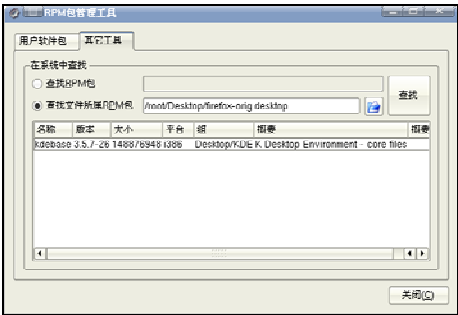 RPM包管理工具
用户软件包 其它工具
在系统中查找
查找RPM包
查找文件所属RPM包 /root/Desktop/firefox-orig.desktop
查找
名称 版本 大小 平台 组 概要 概要
kdebase 3.5.7-26 148876948 i386 Desktop/KDE K Desktop Environment - core files
关闭(C)